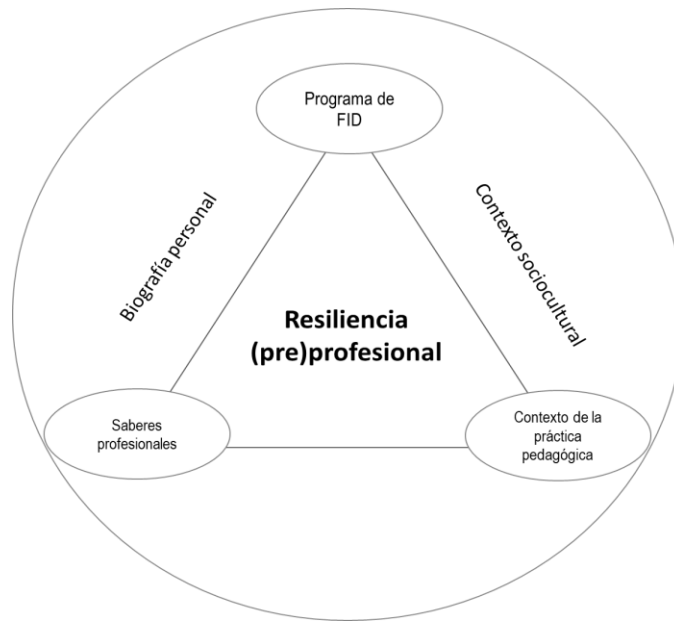 Programa de
FID
Biografía personal
Contexto sociocultural
Resiliencia
(pre)profesional
Saberes
profesionales
Contexto de la
práctica
pedagógica